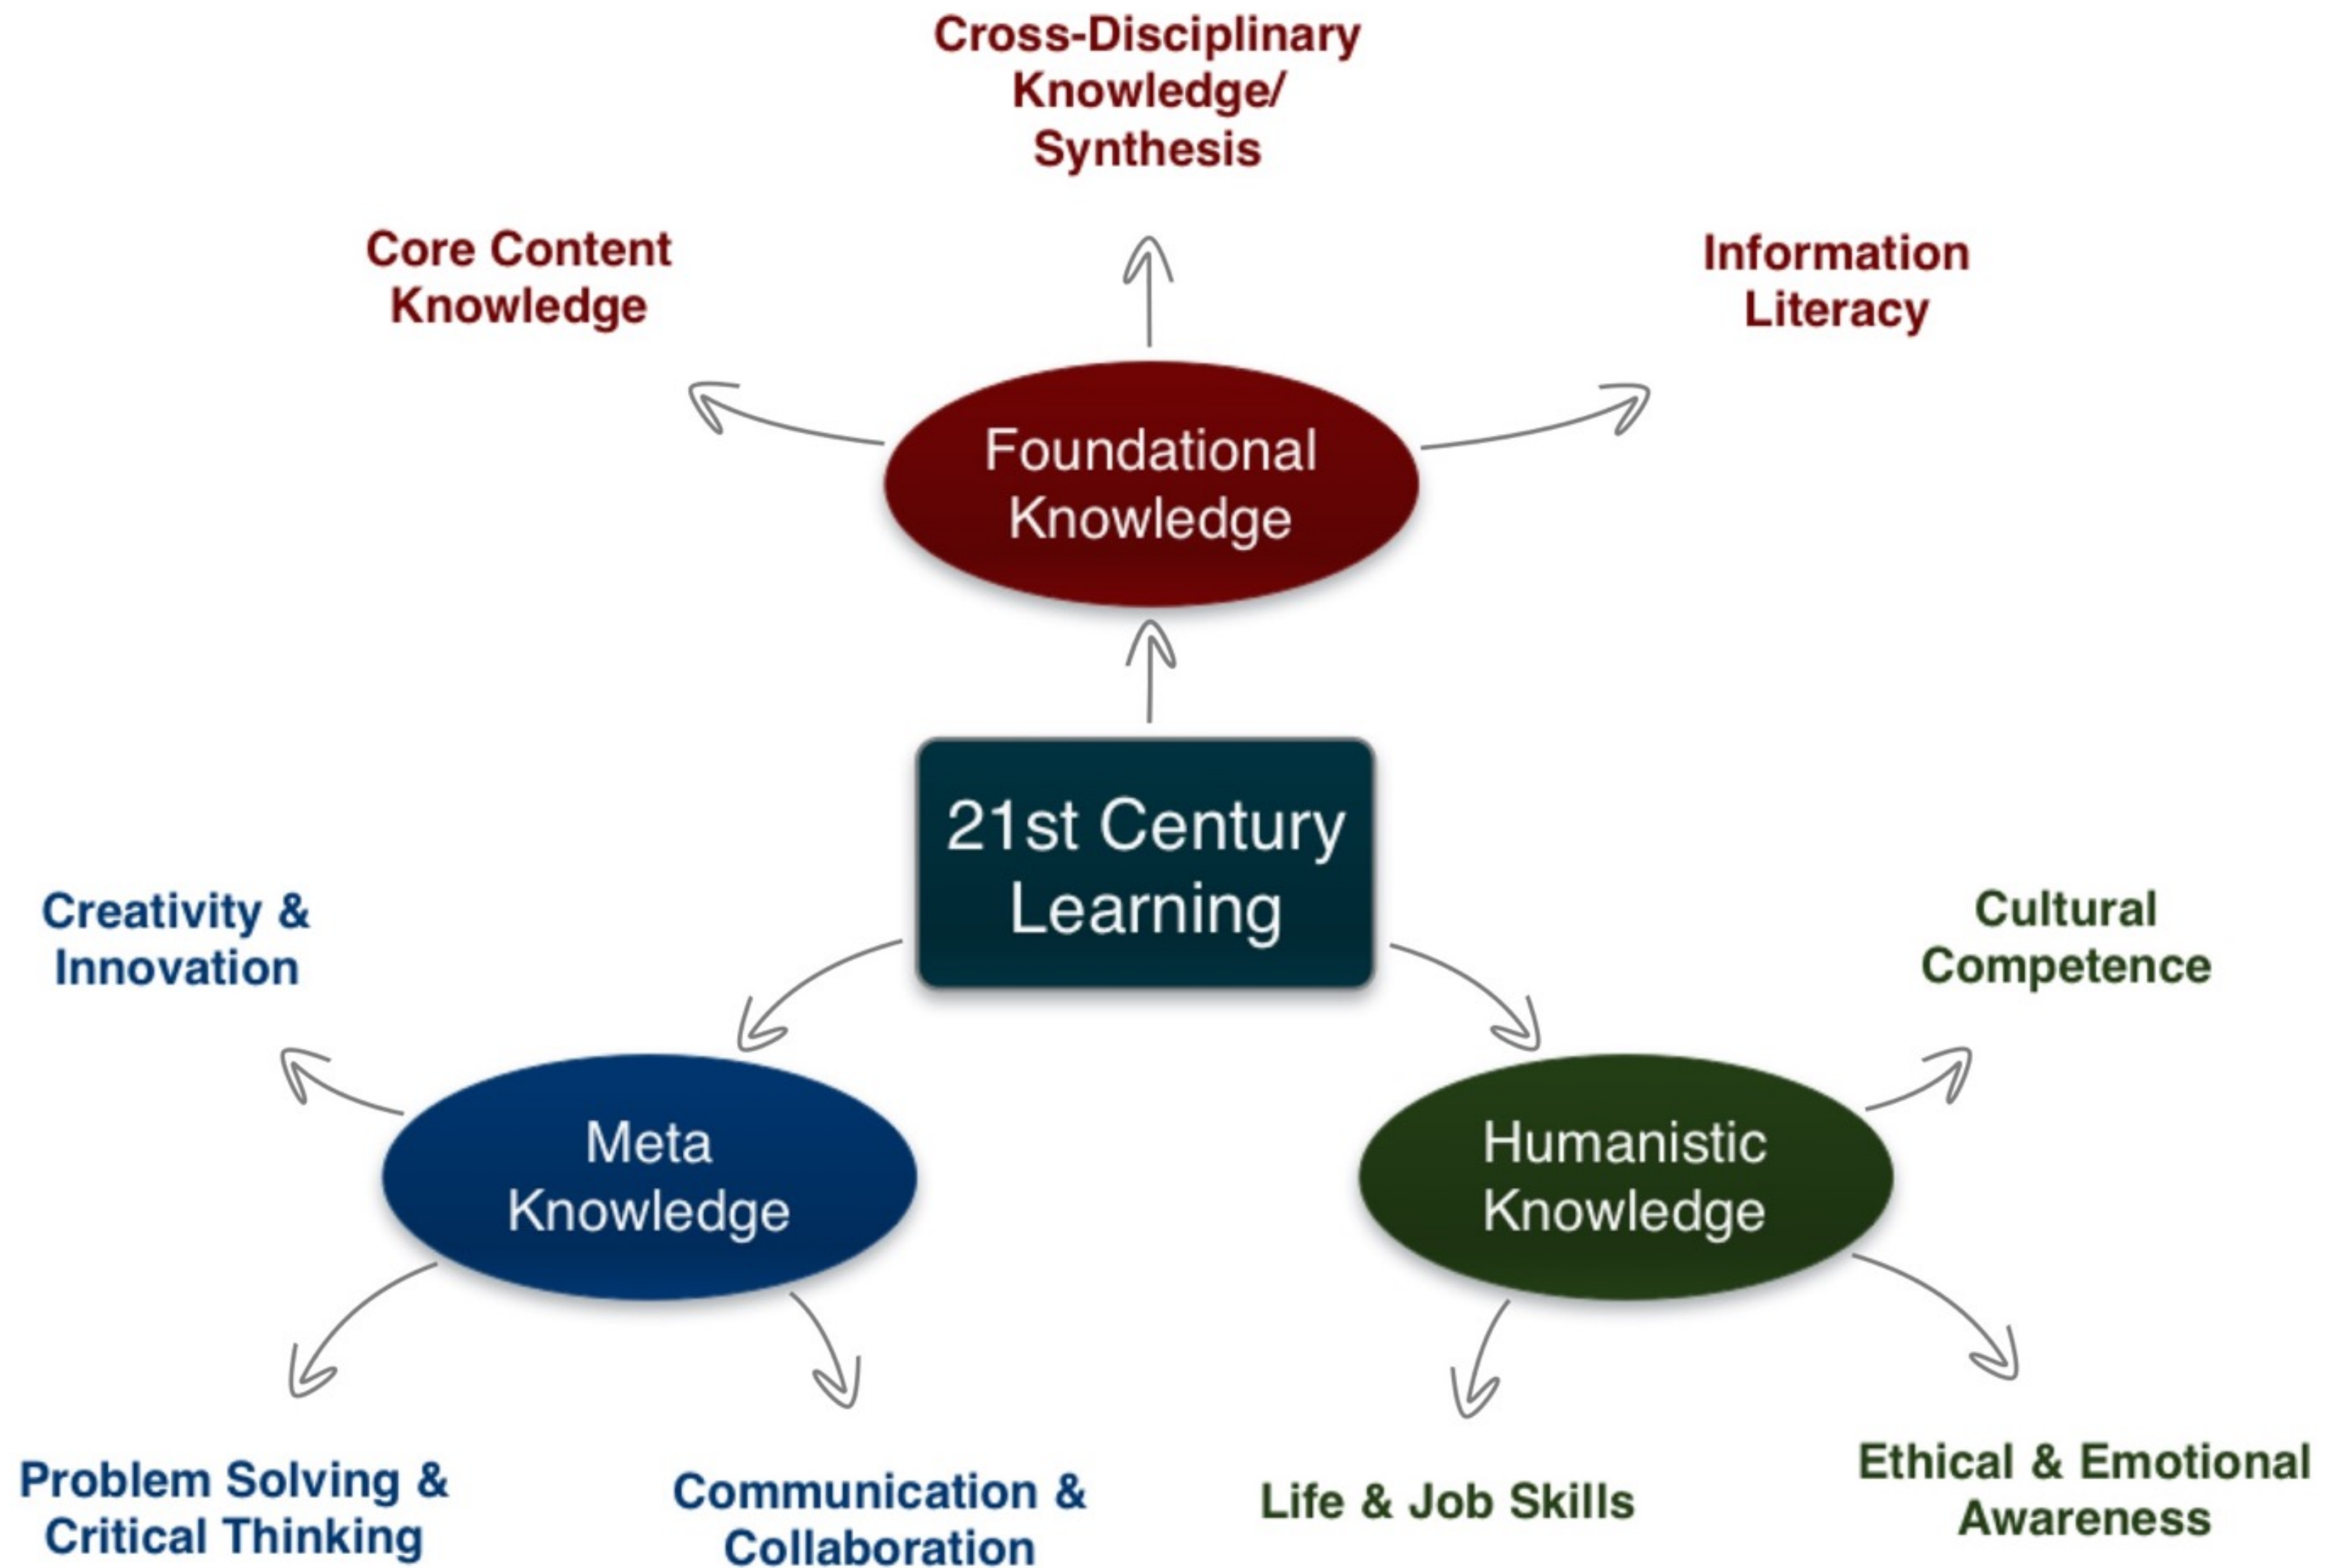 Cross-Disciplinary
Knowledge/
Synthesis
Core Content
Knowledge
Information
Literacy
Foundational
Knowledge
21st Century
Learning
Creativity &
Innovation
Cultural
Competence
Meta
Knowledge
Humanistic
Knowledge
Problem Solving &
Critical Thinking
Communication &
Collaboration
Life & Job Skills
Ethical & Emotional
Awareness